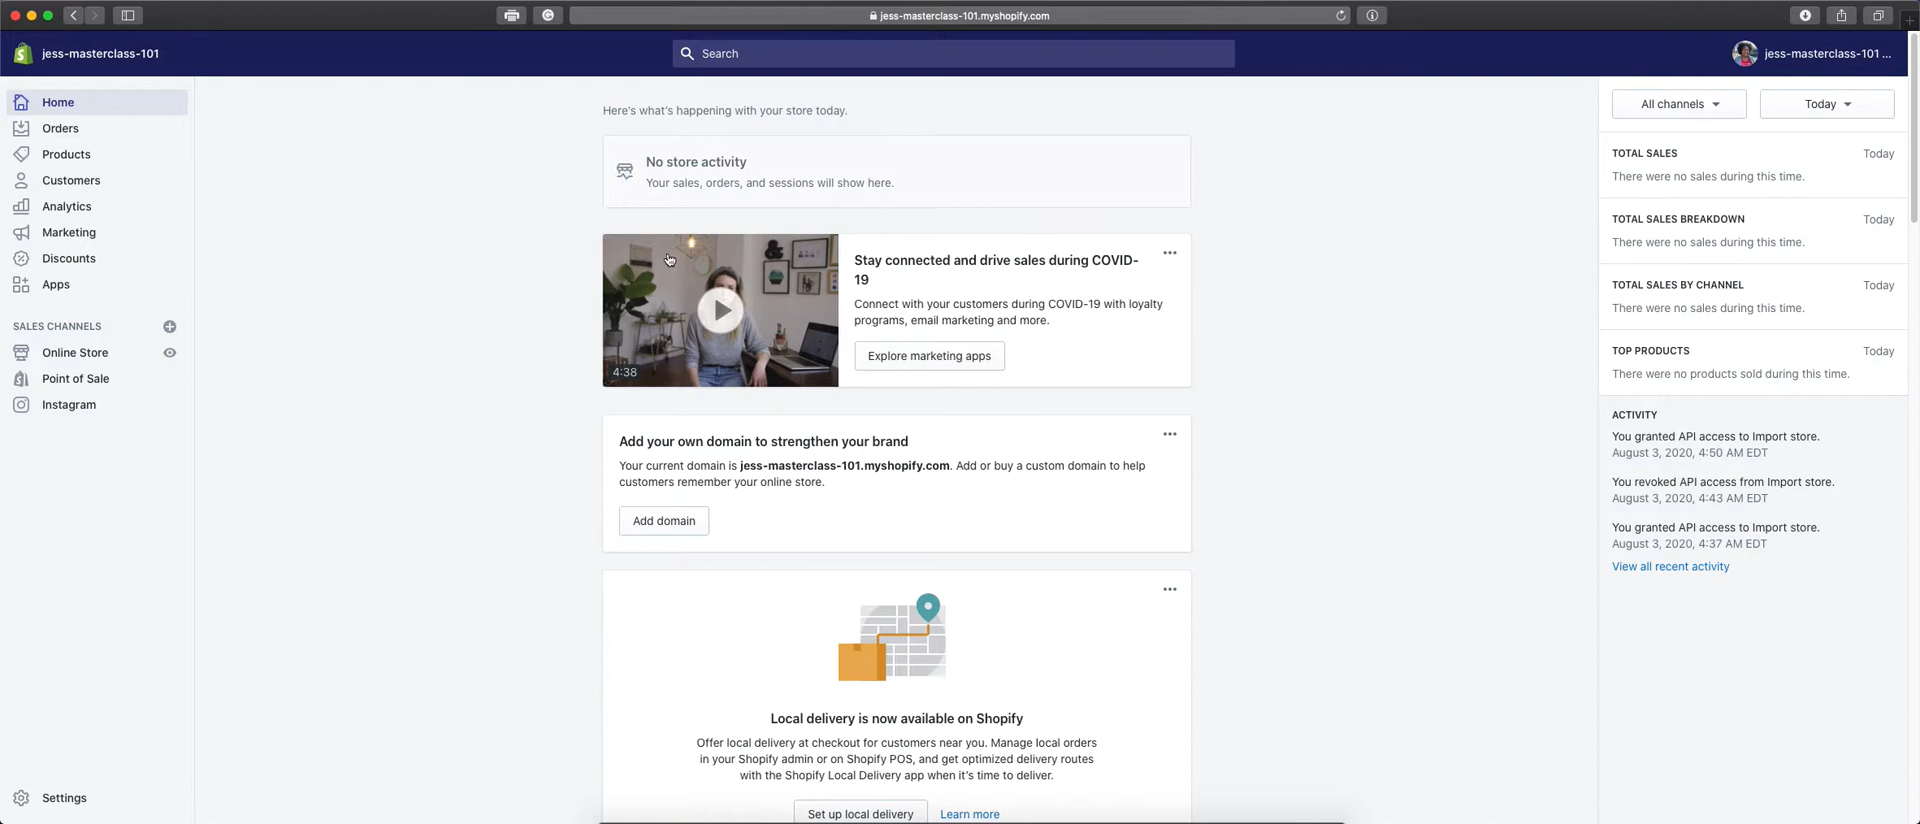 jess-masterclass-101.myshopify.com
jess-masterclass-101
Search
jess-masterclass-101 ...
Home
Orders
Products
Customers
Analytics
Marketing
Discounts
Apps
SALES CHANNELS
Online Store
Point of Sale
Instagram
Settings
Here's what's happening with your store today.
No store activity
Your sales, orders, and sessions will show here.
4:38
Stay connected and drive sales during COVID-
19
Connect with your customers during COVID-19 with loyalty
programs, email marketing and more.
Explore marketing apps
Add your own domain to strengthen your brand
Your current domain is jess-masterclass-101.myshopify.com. Add or buy a custom domain to help
customers remember your online store.
Add domain
Local delivery is now available on Shopify
Offer local delivery at checkout for customers near you. Manage local orders
in your Shopify admin or on Shopify POS, and get optimized delivery routes
with the Shopify Local Delivery app when it's time to deliver.
Set up local delivery Learn more
All channels Today
TOTAL SALES Today
There were no sales during this time.
TOTAL SALES BREAKDOWN Today
There were no sales during this time.
TOTAL SALES BY CHANNEL Today
There were no sales during this time.
TOP PRODUCTS Today
There were no products sold during this time.
ACTIVITY
You granted API access to Import store.
August 3, 2020, 4:50 AM EDT
You revoked API access from Import store.
August 3, 2020, 4:43 AM EDT
You granted API access to Import store.
August 3, 2020, 4:37 AM EDT
View all recent activity